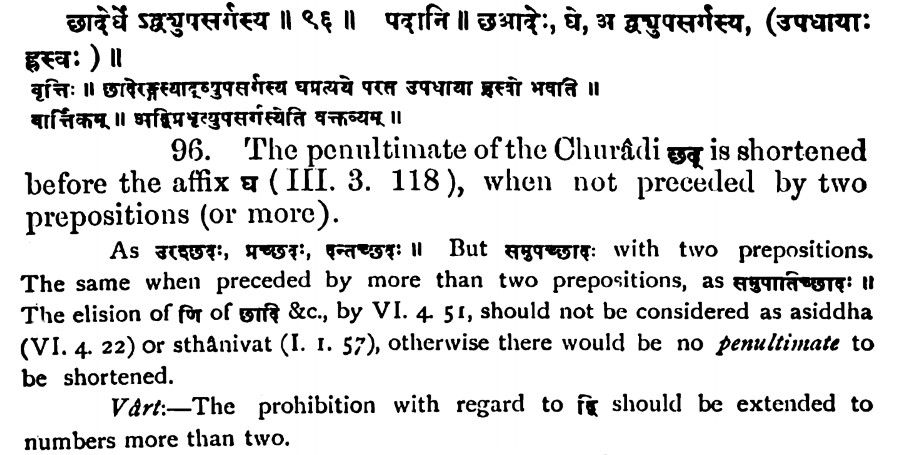 छादेर्घे ऽद्व्युपसर्गस्य ॥ ९६ ॥ पदानि ॥ छआदेः, घे, अ द्व्युपसर्गस्य, (उपधायाः
ह्रस्वः) ॥
वृत्तिः ॥ छादेरङ्गस्याद्व्युपसर्गस्य घप्रत्यये परत उपधाया ह्रस्वो भवति ॥
वार्त्तिकम् ॥ अद्विप्रभृत्युपसर्गस्येति वक्तव्यम् ॥
96. The penultimate of the Churâdi छद् is shortened
before the affix घ (III. 3. 118), when not preceded by two
prepositions (or more).
As उरश्छदः, प्रच्छदः, दन्तच्छदः ॥ But समुपच्छादः with two prepositions.
The same when preceded by more than two prepositions, as समुपातिच्छादः ॥
The elision of णि of छादि &c., by VI. 4. 51, should not be considered as asiddha
(VI. 4. 22) or sthânivat (I. 1. 57), otherwise there would be no penultimate to
be shortened.
Vârt:—The prohibition with regard to द्वि should be extended to
numbers more than two.